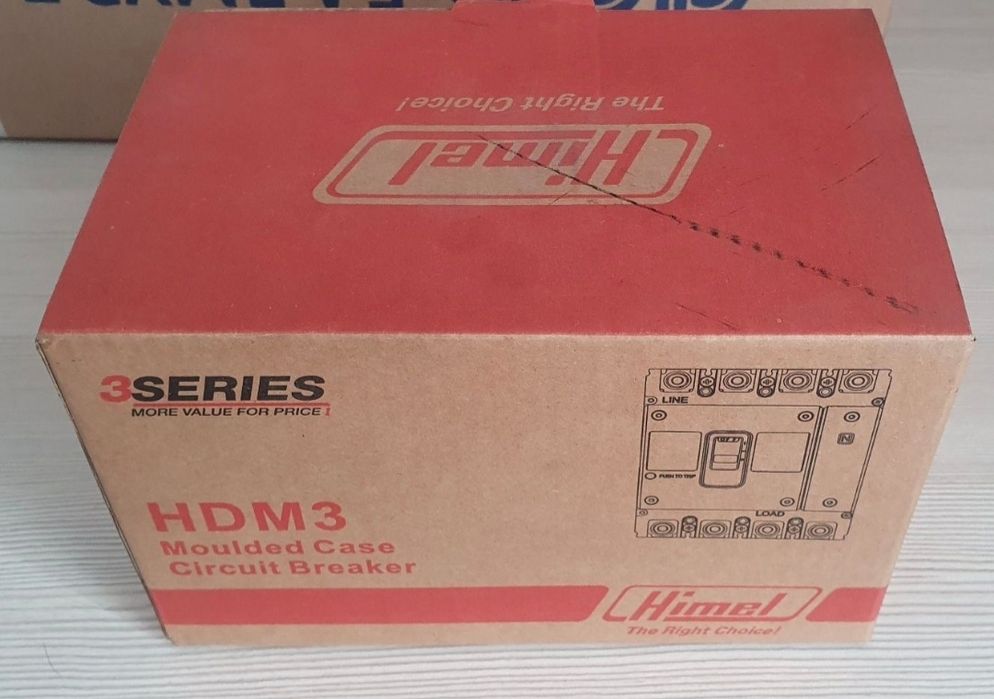 The Right Choice!
Himel
3SERIES
MORE VALUE FOR PRICE!
LINE
N
PUSH TO TRIP
LOAD
HDM3
Moulded Case
Circuit Breaker
Himel
The Right Choice!